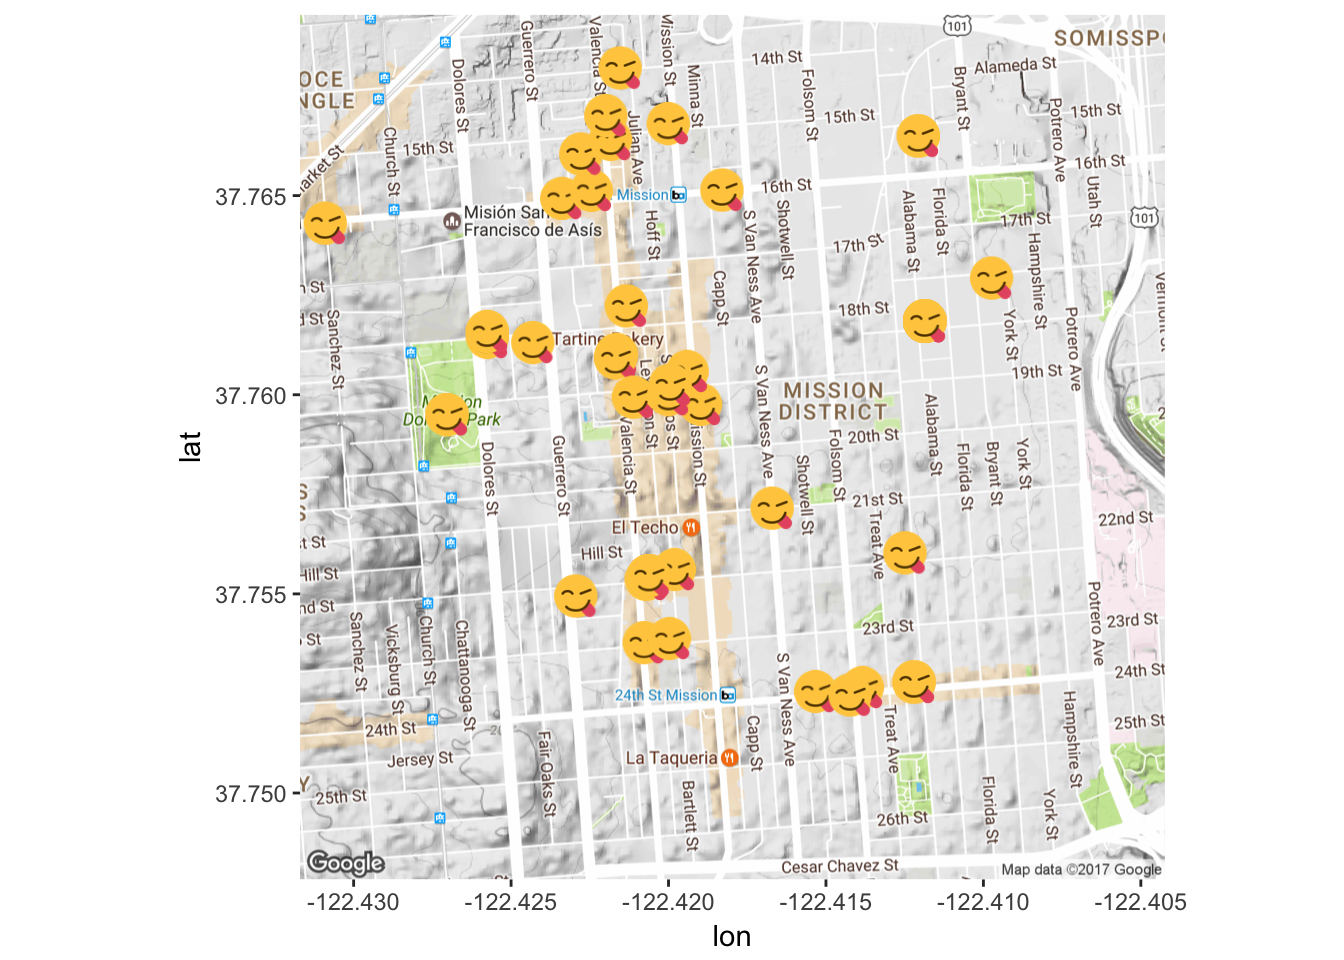 101
SOMISSPO
14th St
Alameda St
OCE
NGLE
Dolores St
Guerrero St
Valencia St
Mission St
Minna St
Folsom St
Bryant St
Potrero Ave
15th St
15th St
Church St
15th St
Julian Ave
16th St
arket St
37.765
Mission
16th St
Utah St
Misión San
Francisco de Asís
Hoff St
S Van Ness Ave
Shotwell St
Alabama St
Florida St
17th St
17th St
Hampshire St
101
Capp St
18th St
York St
Potrero Ave
Sanchez St
Tartine Bakery
19th St
37.760
MISSION
DISTRICT
S Van Ness Ave
Alabama St
20th St
Dolores St
Guerrero St
Valencia St
ission St
Shotwell St
Folsom St
Florida St
Bryant St
York St
21st St
22nd St
El Techo
Treat Ave
Hill St
Hill St
37.755
Potrero Ave
23rd St
23rd St
Sanchez St
Vicksburg St
Church St
Chattanooga St
S Van Ness Ave
24th St
24th St Mission
24th St
25th St
Capp St
Treat Ave
Hampshire St
Jersey St
La Taqueria
Fair Oaks St
Bartlett St
Florida St
York St
37.750
25th St
26th St
Google
Cesar Chavez St
Map data ©2017 Google
-122.430
-122.425
-122.420
-122.415
-122.410
-122.405
lat
lon